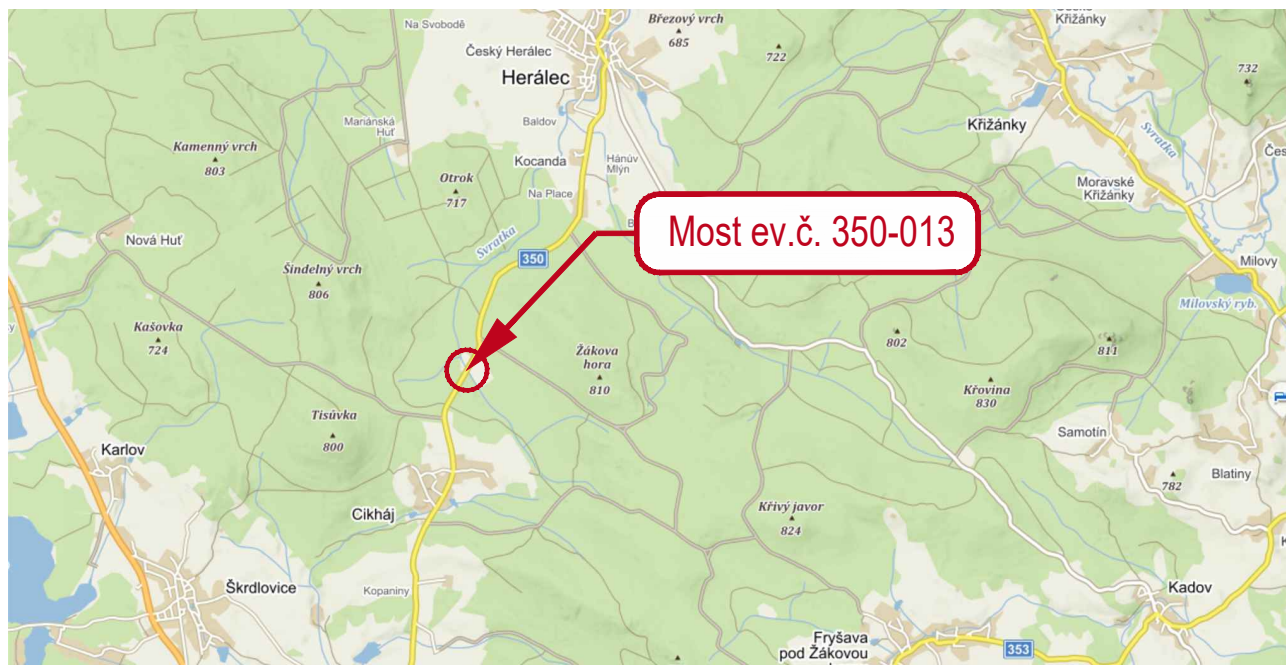 Na Svobodě
Březový vrch
685
Český Herálec
Herálec
722
732
Křižánky
Svratka
Baldov
Mariánská
Huť
Kamenný vrch
803
Kocanda
Hánův
Mlýn
Otrok
717
Na Place
Moravské
Křižánky
Most ev.č. 350-013
Nová Huť
Svratka
350
Milovy
Šindelný vrch
806
Milovský ryb.
Kašovka
724
802
811
Žákova
hora
810
Křovina
830
Tisůvka
800
Samotín
Karlov
Blatiny
782
Cikháj
Křivý javor
824
Škrdlovice
Kopaniny
Kadov
Fryšava
pod Žákovou
353